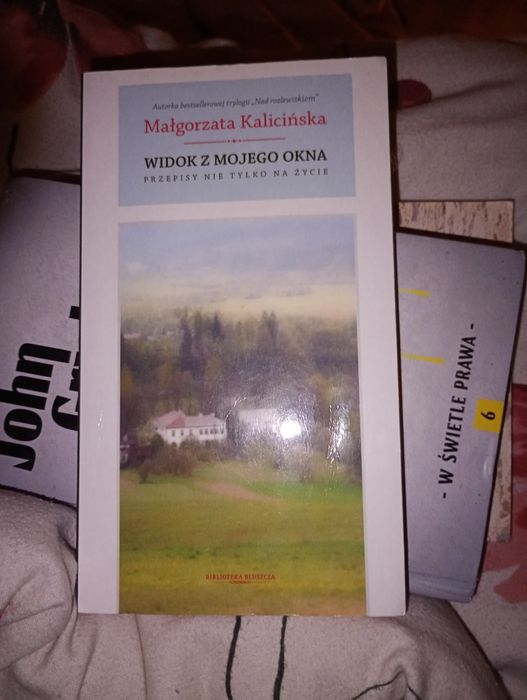 Autorka bestsellerowej trylogii „Nad rozlewiskiem"
Małgorzata Kalicińska
WIDOK Z MOJEGO OKNA
PRZEPISY NIE TYLKO NA ŻYCIE
BIBLIOTEKA BLUSZCZA
John
- W ŚWIETLE PRAWA -
6